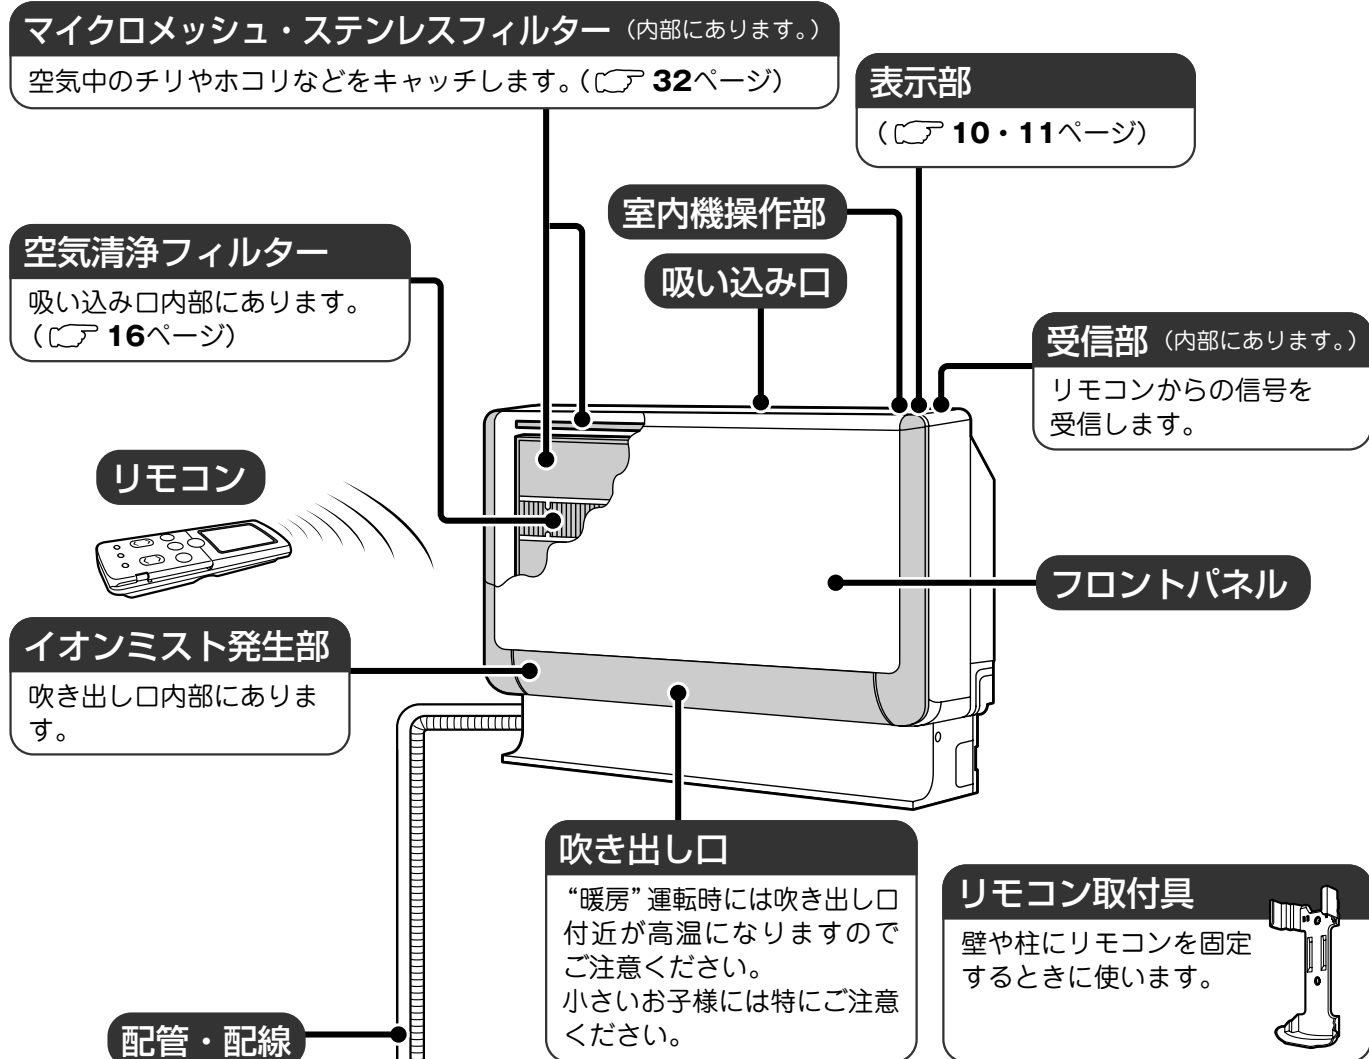 マイクロメッシュ・ステンレスフィルター（内部にあります。）
空気中のチリやホコリなどをキャッチします。（☞ 32ページ）
表示部
（☞ 10・11ページ）
室内機操作部
吸い込み口
空気清浄フィルター
吸い込み口内部にあります。
（☞ 16ページ）
受信部（内部にあります。）
リモコンからの信号を
受信します。
リモコン
フロントパネル
イオンミスト発生部
吹き出し口内部にありま
す。
吹き出し口
“暖房”運転時には吹き出し口
付近が高温になりますので
ご注意ください。
小さいお子様には特にご注意
ください。
リモコン取付具
壁や柱にリモコンを固定
するときに使います。
配管・配線